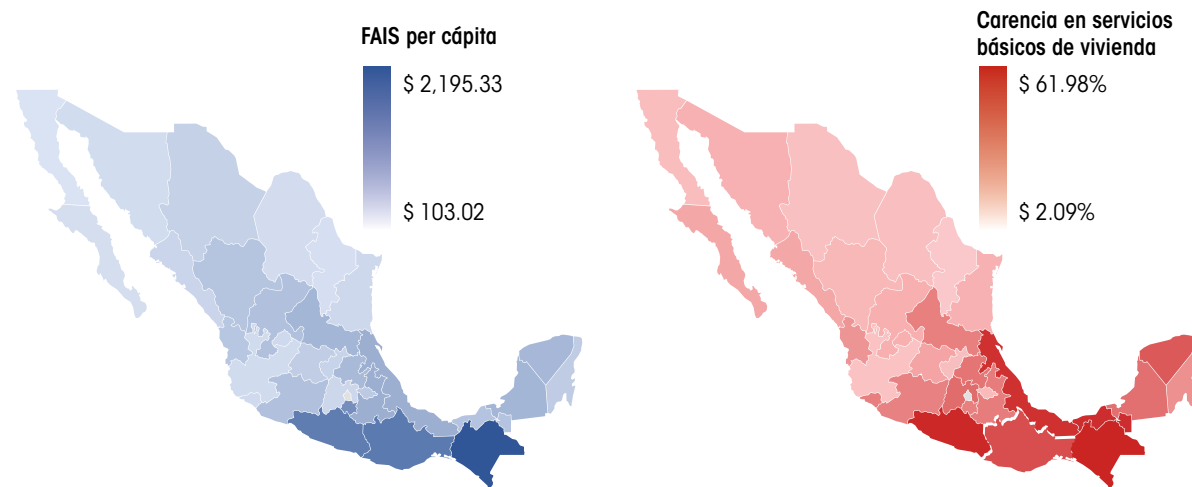 FAIS per cápita
$ 2,195.33
$ 103.02
Carencia en servicios
básicos de vivienda
$ 61.98%
$ 2.09%